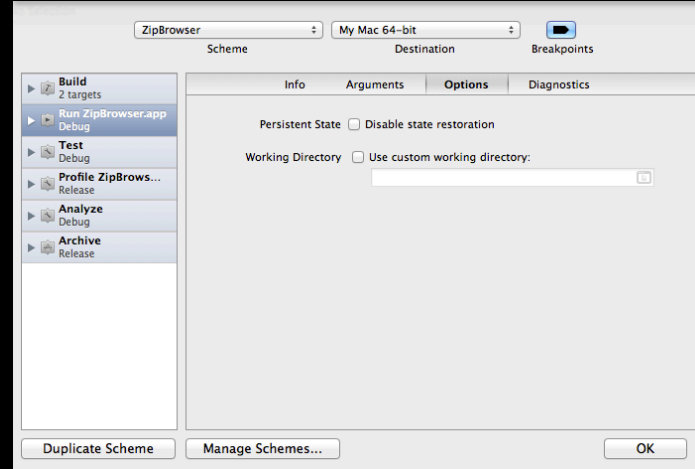 ZipBrowser
My Mac 64-bit
Scheme
Destination
Breakpoints
Build
2 targets
Run ZipBrowser.app
Debug
Test
Debug
Profile ZipBrows...
Release
Analyze
Debug
Archive
Release
Info
Arguments
Options
Diagnostics
Persistent State
Disable state restoration
Working Directory
Use custom working directory:
Duplicate Scheme
Manage Schemes...
OK